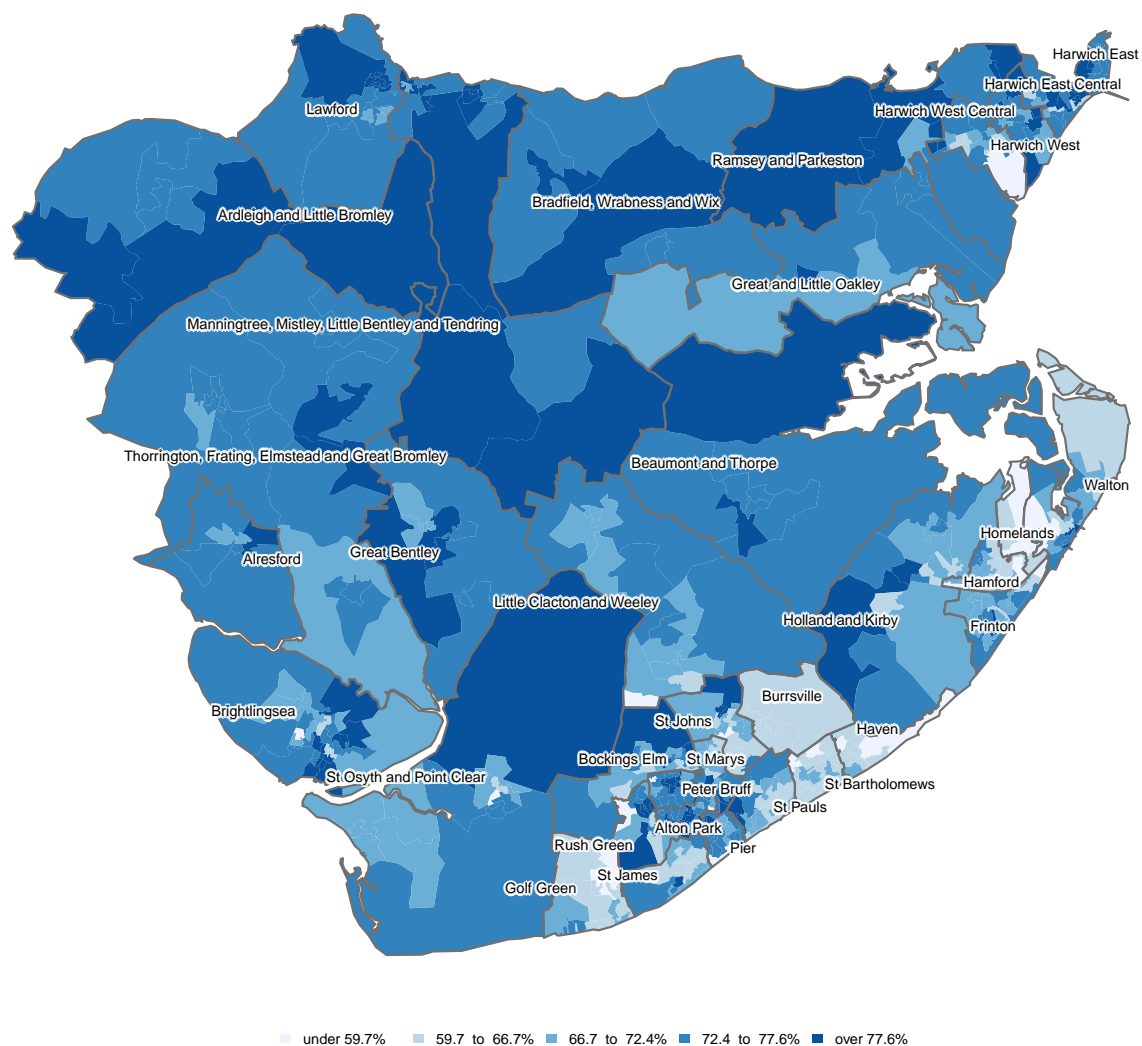 Harwich East
Harwich East Central
Lawford
Harwich West Central
Harwich West
Ramsey and Parkeston
Bradfield, Wrabness and Wix
Ardleigh and Little Bromley
Great and Little Oakley
Manningtree, Mistley, Little Bentley and Tendring
Thorrington, Frating, Elmstead and Great Bromley
Beaumont and Thorpe
Walton
Homelands
Great Bentley
Alresford
Hamford
Little Clacton and Weeley
Holland and Kirby
Frinton
Burrsville
Brightlingsea
St Johns
Haven
Bockings Elm
St Marys
St Osyth and Point Clear
St Bartholomews
Peter Bruff
St Pauls
Alton Park
Rush Green
Pier
St James
Golf Green
under 59.7% 59.7 to 66.7% 66.7 to 72.4% 72.4 to 77.6% over 77.6%